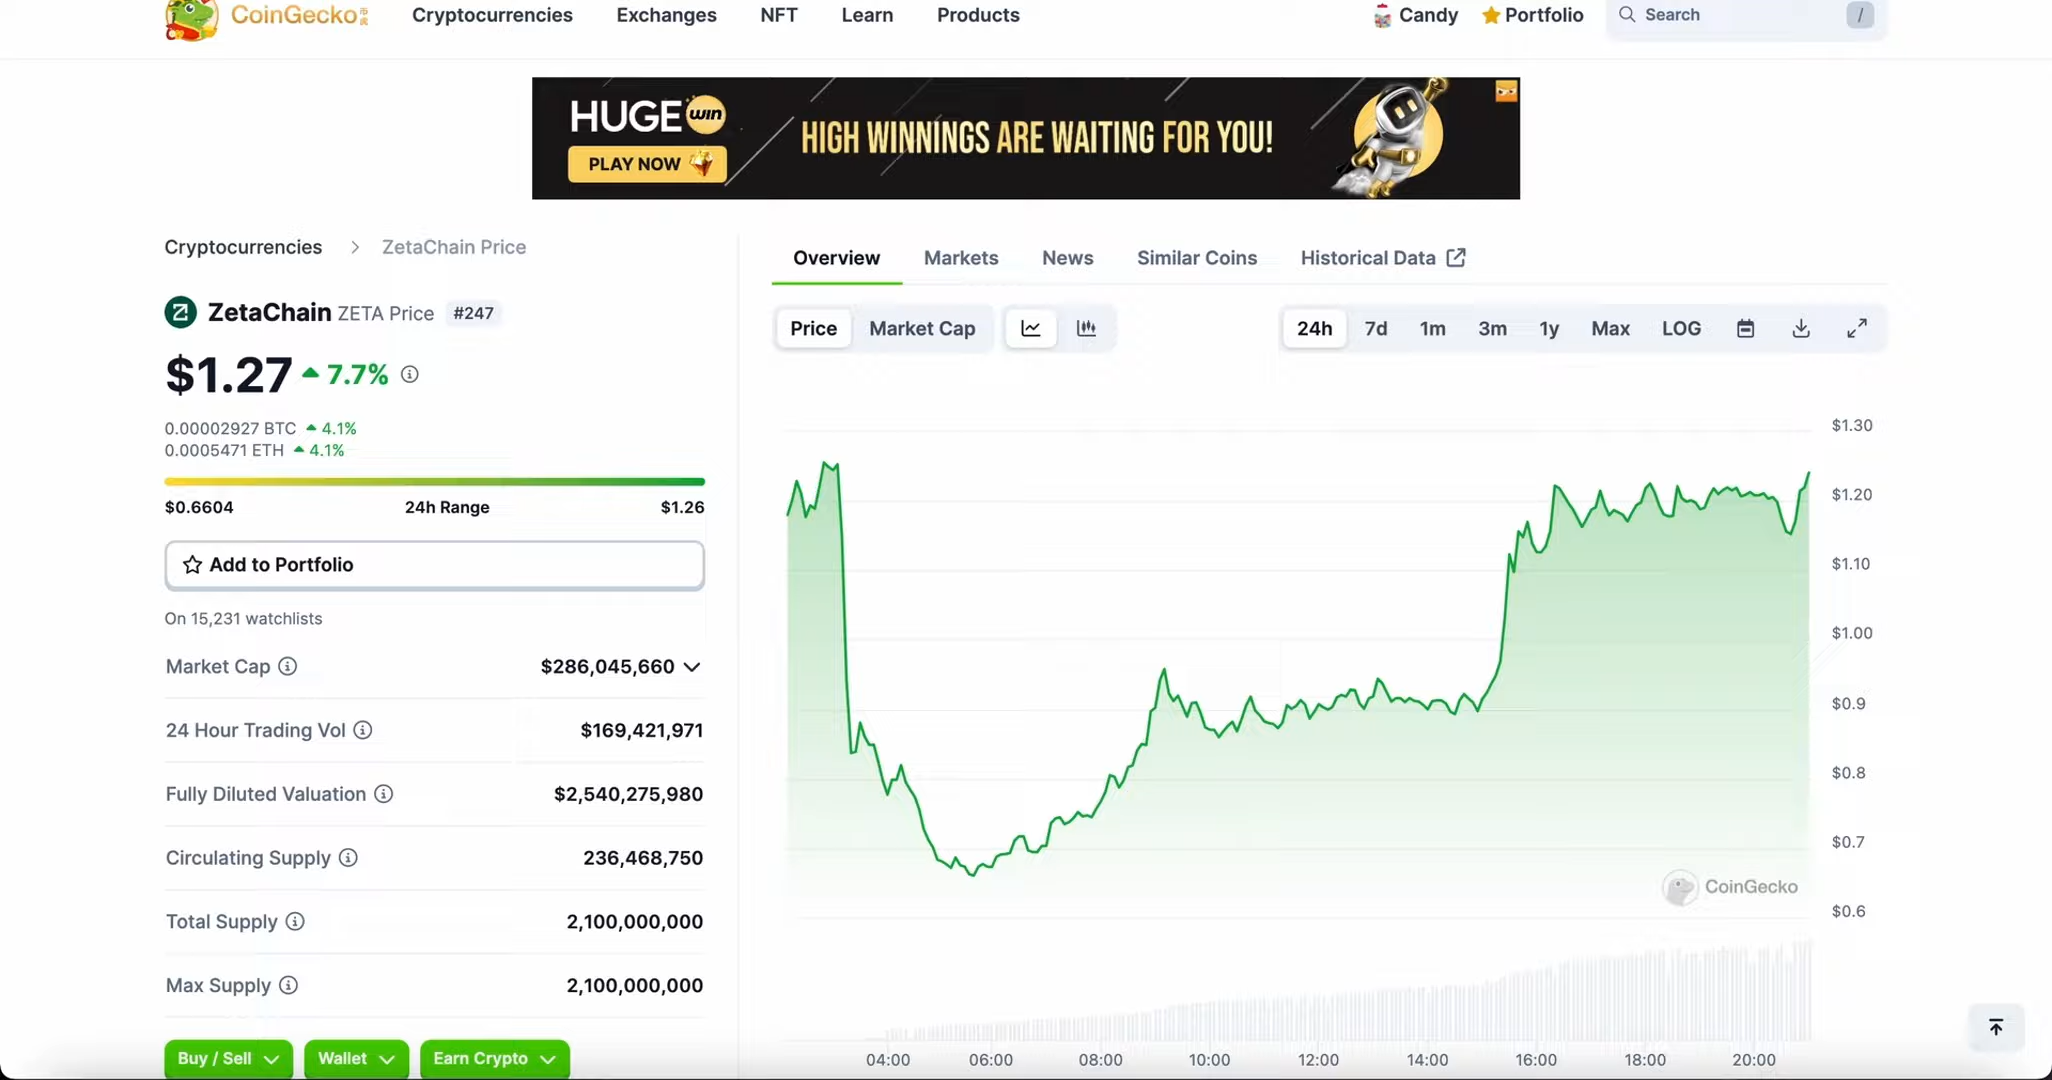 CoinGecko
Cryptocurrencies Exchanges NFT Learn Products Candy Portfolio Search /
HUGE win
PLAY NOW
HIGH WINNINGS ARE WAITING FOR YOU!
Cryptocurrencies > ZetaChain Price
ZetaChain ZETA Price #247
$1.27 7.7%
0.00002927 BTC 4.1%
0.0005471 ETH 4.1%
$0.6604 24h Range $1.26
Add to Portfolio
On 15,231 watchlists
Market Cap $286,045,660
24 Hour Trading Vol $169,421,971
Fully Diluted Valuation $2,540,275,980
Circulating Supply 236,468,750
Total Supply 2,100,000,000
Max Supply 2,100,000,000
Buy / Sell Wallet Earn Crypto
Overview Markets News Similar Coins Historical Data
Price Market Cap 24h 7d 1m 3m 1y Max LOG
$1.30
$1.20
$1.10
$1.00
$0.9
$0.8
$0.7
CoinGecko
$0.6
04:00 06:00 08:00 10:00 12:00 14:00 16:00 18:00 20:00